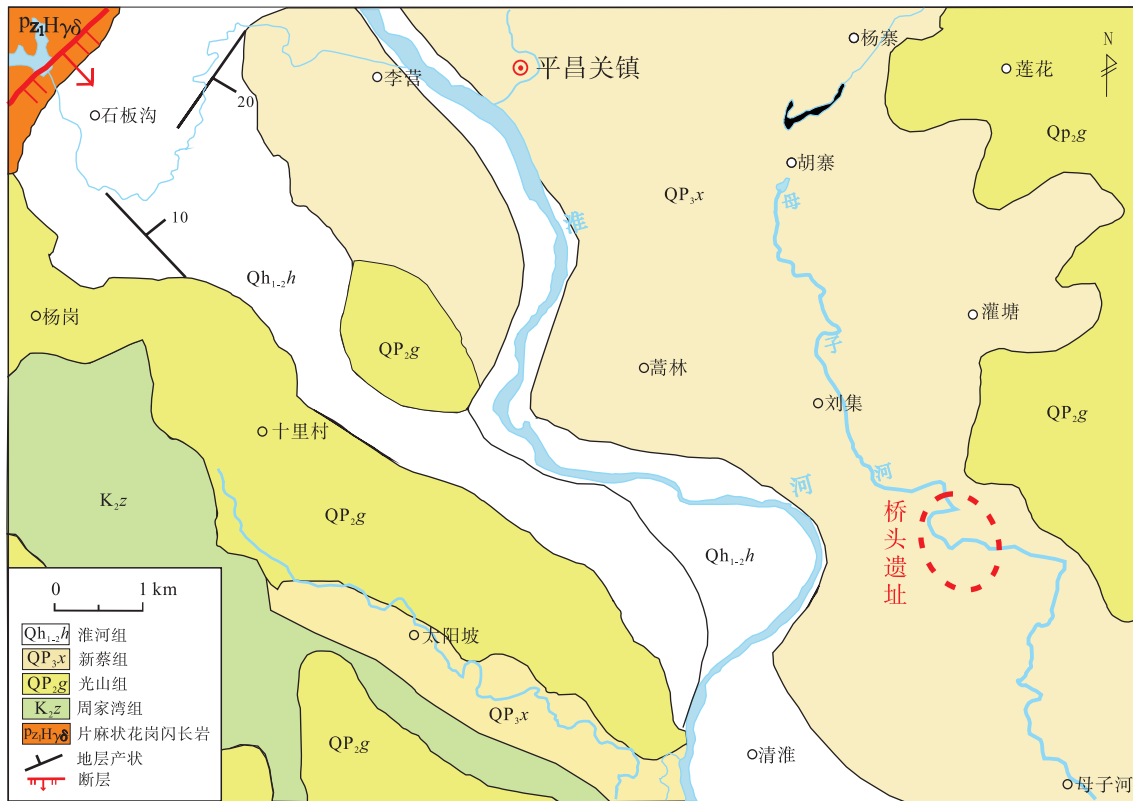 pz₁Hγδ
石板沟
20
李营
平昌关镇
杨寨
莲花
N
Qp₂g
胡寨
10
淮
QP₃x
母
Qh₁₋₂h
杨岗
QP₂g
蒿林
子
灌塘
刘集
QP₂g
十里村
河
河
K₂z
QP₂g
桥头遗址
Qh₁₋₂h
太阳坡
QP₃x
QP₂g
清淮
母子河
0 1 km
Qh₁₋₂h 淮河组
QP₃x 新蔡组
QP₂g 光山组
K₂z 周家湾组
pz₁Hγδ 片麻状花岗闪长岩
地层产状
断层